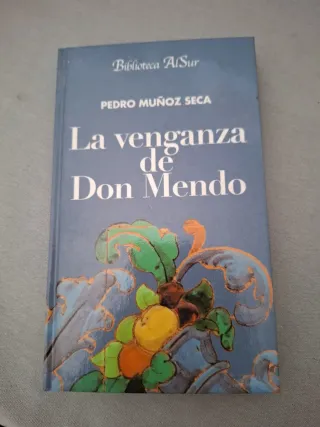 Biblioteca AlSur
PEDRO MUÑOZ SECA
La venganza
de
Don Mendo